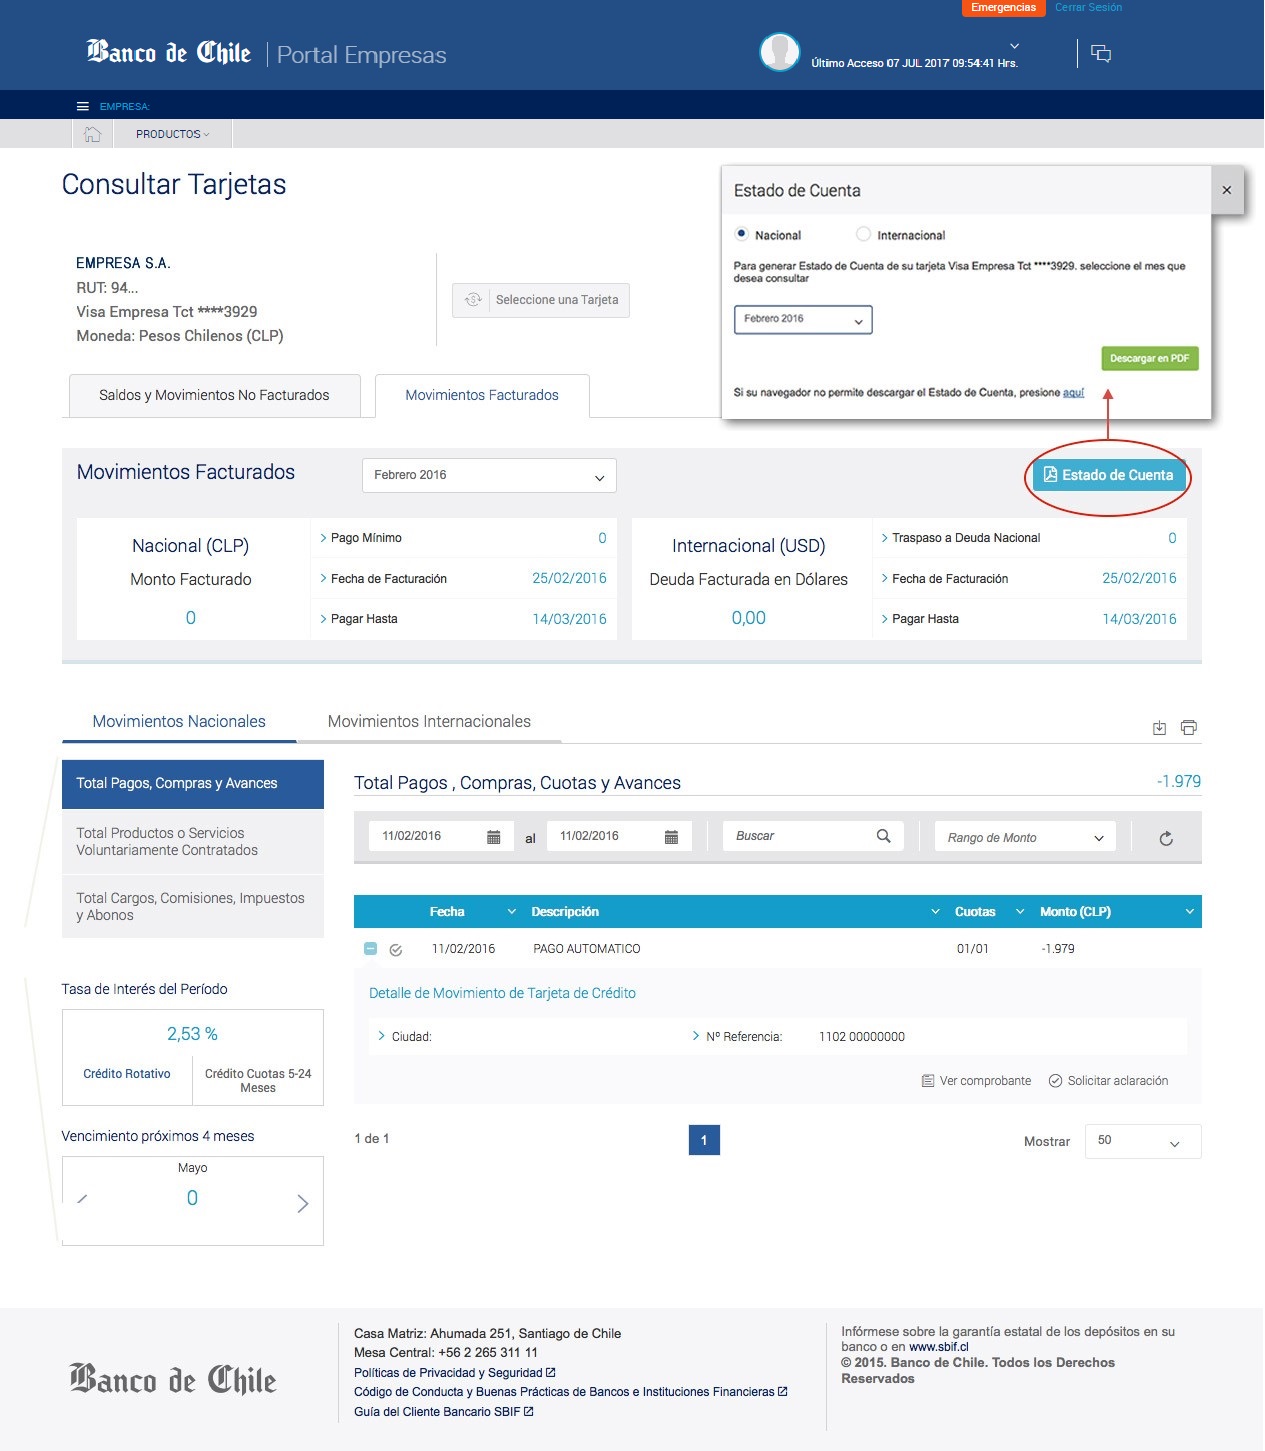 Emergencias Cerrar Sesión
Banco de Chile Portal Empresas
Último Acceso 07 JUL 2017 09:54:41 Hrs.
EMPRESA:
PRODUCTOS
Consultar Tarjetas
EMPRESA S.A.
RUT: 94...
Visa Empresa Tct ****3929
Moneda: Pesos Chilenos (CLP)
Seleccione una Tarjeta
Estado de Cuenta
Nacional Internacional
Para generar Estado de Cuenta de su tarjeta Visa Empresa Tct ****3929. seleccione el mes que
desea consultar
Febrero 2016
Descargar en PDF
Si su navegador no permite descargar el Estado de Cuenta, presione aquí
Saldos y Movimientos No Facturados Movimientos Facturados
Movimientos Facturados Febrero 2016 Estado de Cuenta
Nacional (CLP)
Monto Facturado
0
Pago Mínimo 0
Fecha de Facturación 25/02/2016
Pagar Hasta 14/03/2016
Internacional (USD)
Deuda Facturada en Dólares
0,00
Traspaso a Deuda Nacional 0
Fecha de Facturación 25/02/2016
Pagar Hasta 14/03/2016
Movimientos Nacionales Movimientos Internacionales
Total Pagos, Compras y Avances
Total Productos o Servicios
Voluntariamente Contratados
Total Cargos, Comisiones, Impuestos
y Abonos
Tasa de Interés del Período
2,53 %
Crédito Rotativo
Crédito Cuotas 5-24
Meses
Vencimiento próximos 4 meses
Mayo
0
Total Pagos , Compras, Cuotas y Avances -1.979
11/02/2016 al 11/02/2016 Buscar Rango de Monto
Fecha Descripción Cuotas Monto (CLP)
11/02/2016 PAGO AUTOMATICO 01/01 -1.979
Detalle de Movimiento de Tarjeta de Crédito
Ciudad: Nº Referencia: 1102 00000000
Ver comprobante Solicitar aclaración
1 de 1 1 Mostrar 50
Banco de Chile
Casa Matriz: Ahumada 251, Santiago de Chile
Mesa Central: +56 2 265 311 11
Políticas de Privacidad y Seguridad
Código de Conducta y Buenas Prácticas de Bancos e Instituciones Financieras
Guía del Cliente Bancario SBIF
Infórmese sobre la garantía estatal de los depósitos en su
banco o en www.sbif.cl
© 2015. Banco de Chile. Todos los Derechos
Reservados